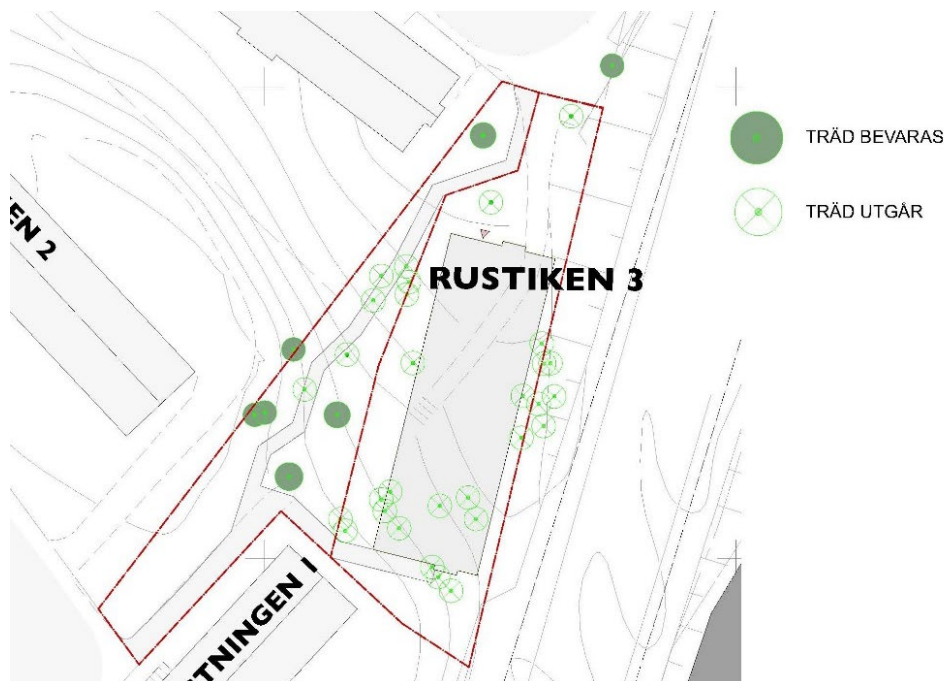 TRÄD BEVARAS
TRÄD UTGÅR
EN 2
RUSTIKEN 3
TNINGEN 1